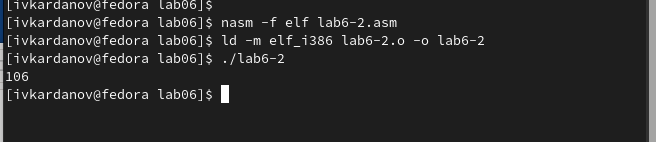 [ivkardanov@fedora lab06]$
[ivkardanov@fedora lab06]$ nasm -f elf lab6-2.asm
[ivkardanov@fedora lab06]$ ld -m elf_i386 lab6-2.o -o lab6-2
[ivkardanov@fedora lab06]$ ./lab6-2
106
[ivkardanov@fedora lab06]$